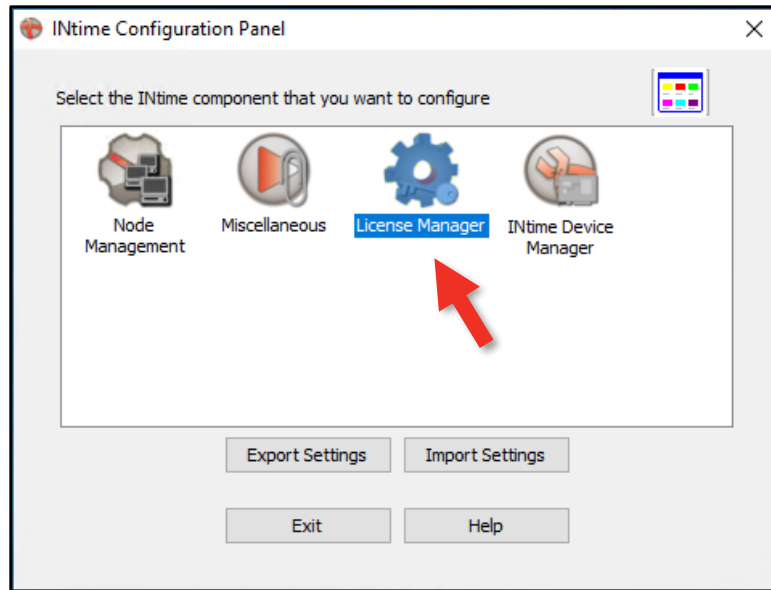 INtime Configuration Panel
Select the INtime component that you want to configure
Node
Management
Miscellaneous
License Manager
INtime Device
Manager
Export Settings
Import Settings
Exit
Help